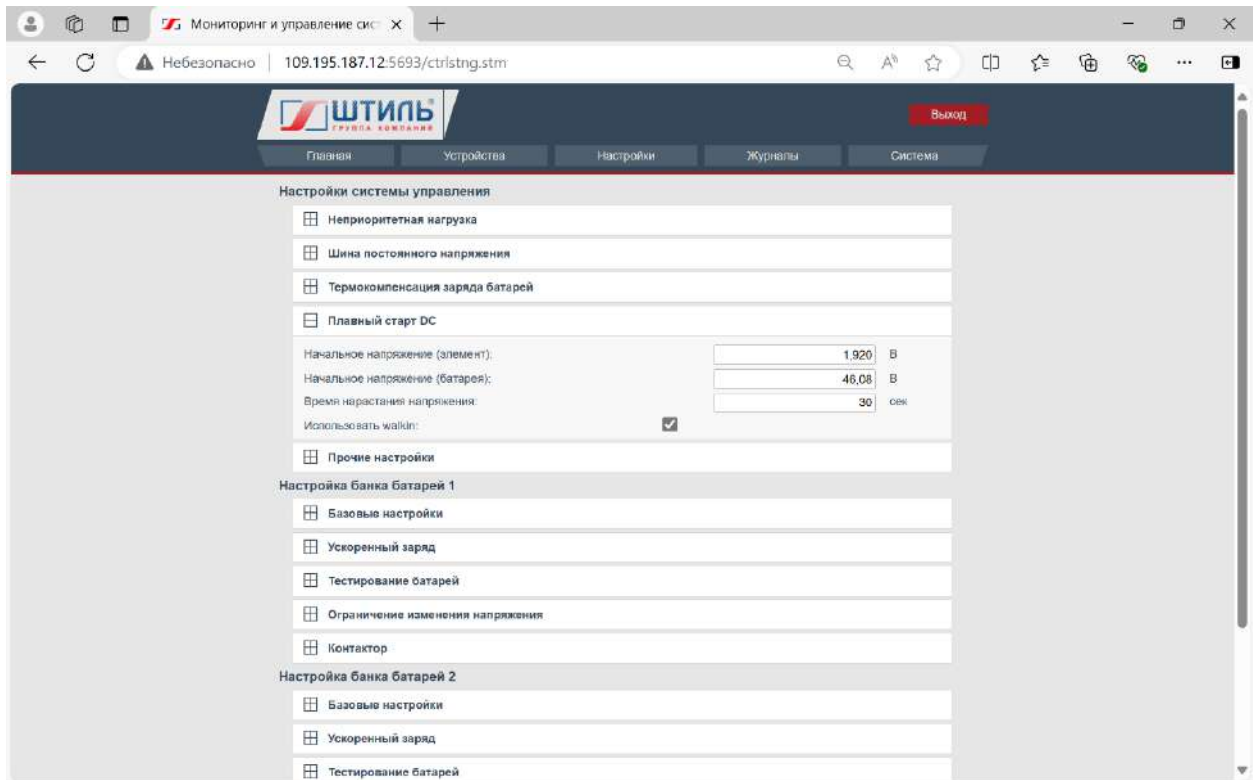 Мониторинг и управление сис
Небезопасно
109.195.187.12:5693/ctrlstng.stm
ШТИЛЬ
ГРУППА КОМПАНИЙ
Выход
Главная Устройства Настройки Журналы Система
Настройки системы управления
Неприоритетная нагрузка
Шина постоянного напряжения
Термокомпенсация заряда батарей
Плавный старт DC
Начальное напряжение (элемент): 1,920 В
Начальное напряжение (батарея): 46,08 В
Время нарастания напряжения: 30 сек
Использовать walkin:
Прочие настройки
Настройка банка батарей 1
Базовые настройки
Ускоренный заряд
Тестирование батарей
Ограничение изменения напряжения
Контактор
Настройка банка батарей 2
Базовые настройки
Ускоренный заряд
Тестирование батарей